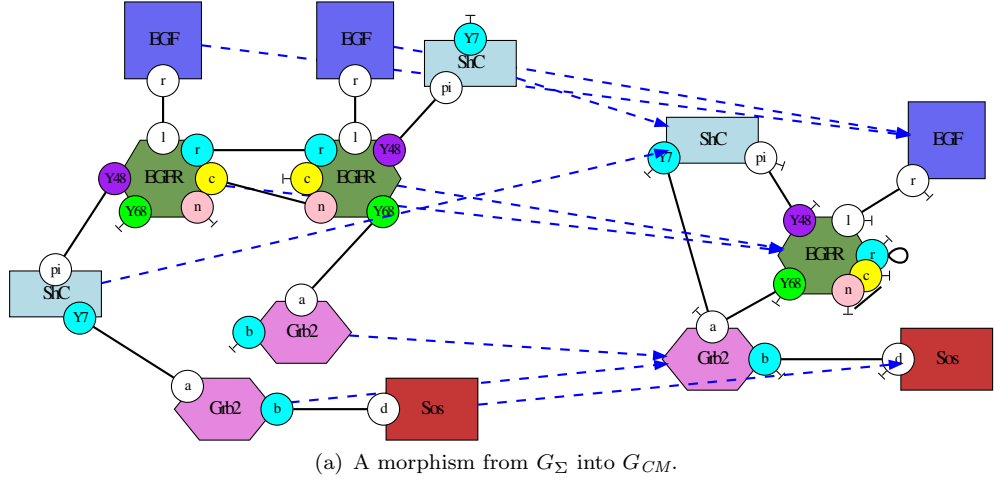 EGF
EGF
Y7
ShC
r
r
pi
l
l
r
r
Y48
Y48
EGFR
c
c
EGFR
Y68
n
n
Y68
pi
ShC
Y7
a
b
Grb2
a
Grb2
b
d
Sos
ShC
EGF
Y7
pi
r
Y48
l
EGFR
r
c
Y68
n
a
Grb2
b
d
Sos
(a) A morphism from G_Σ into G_CM.